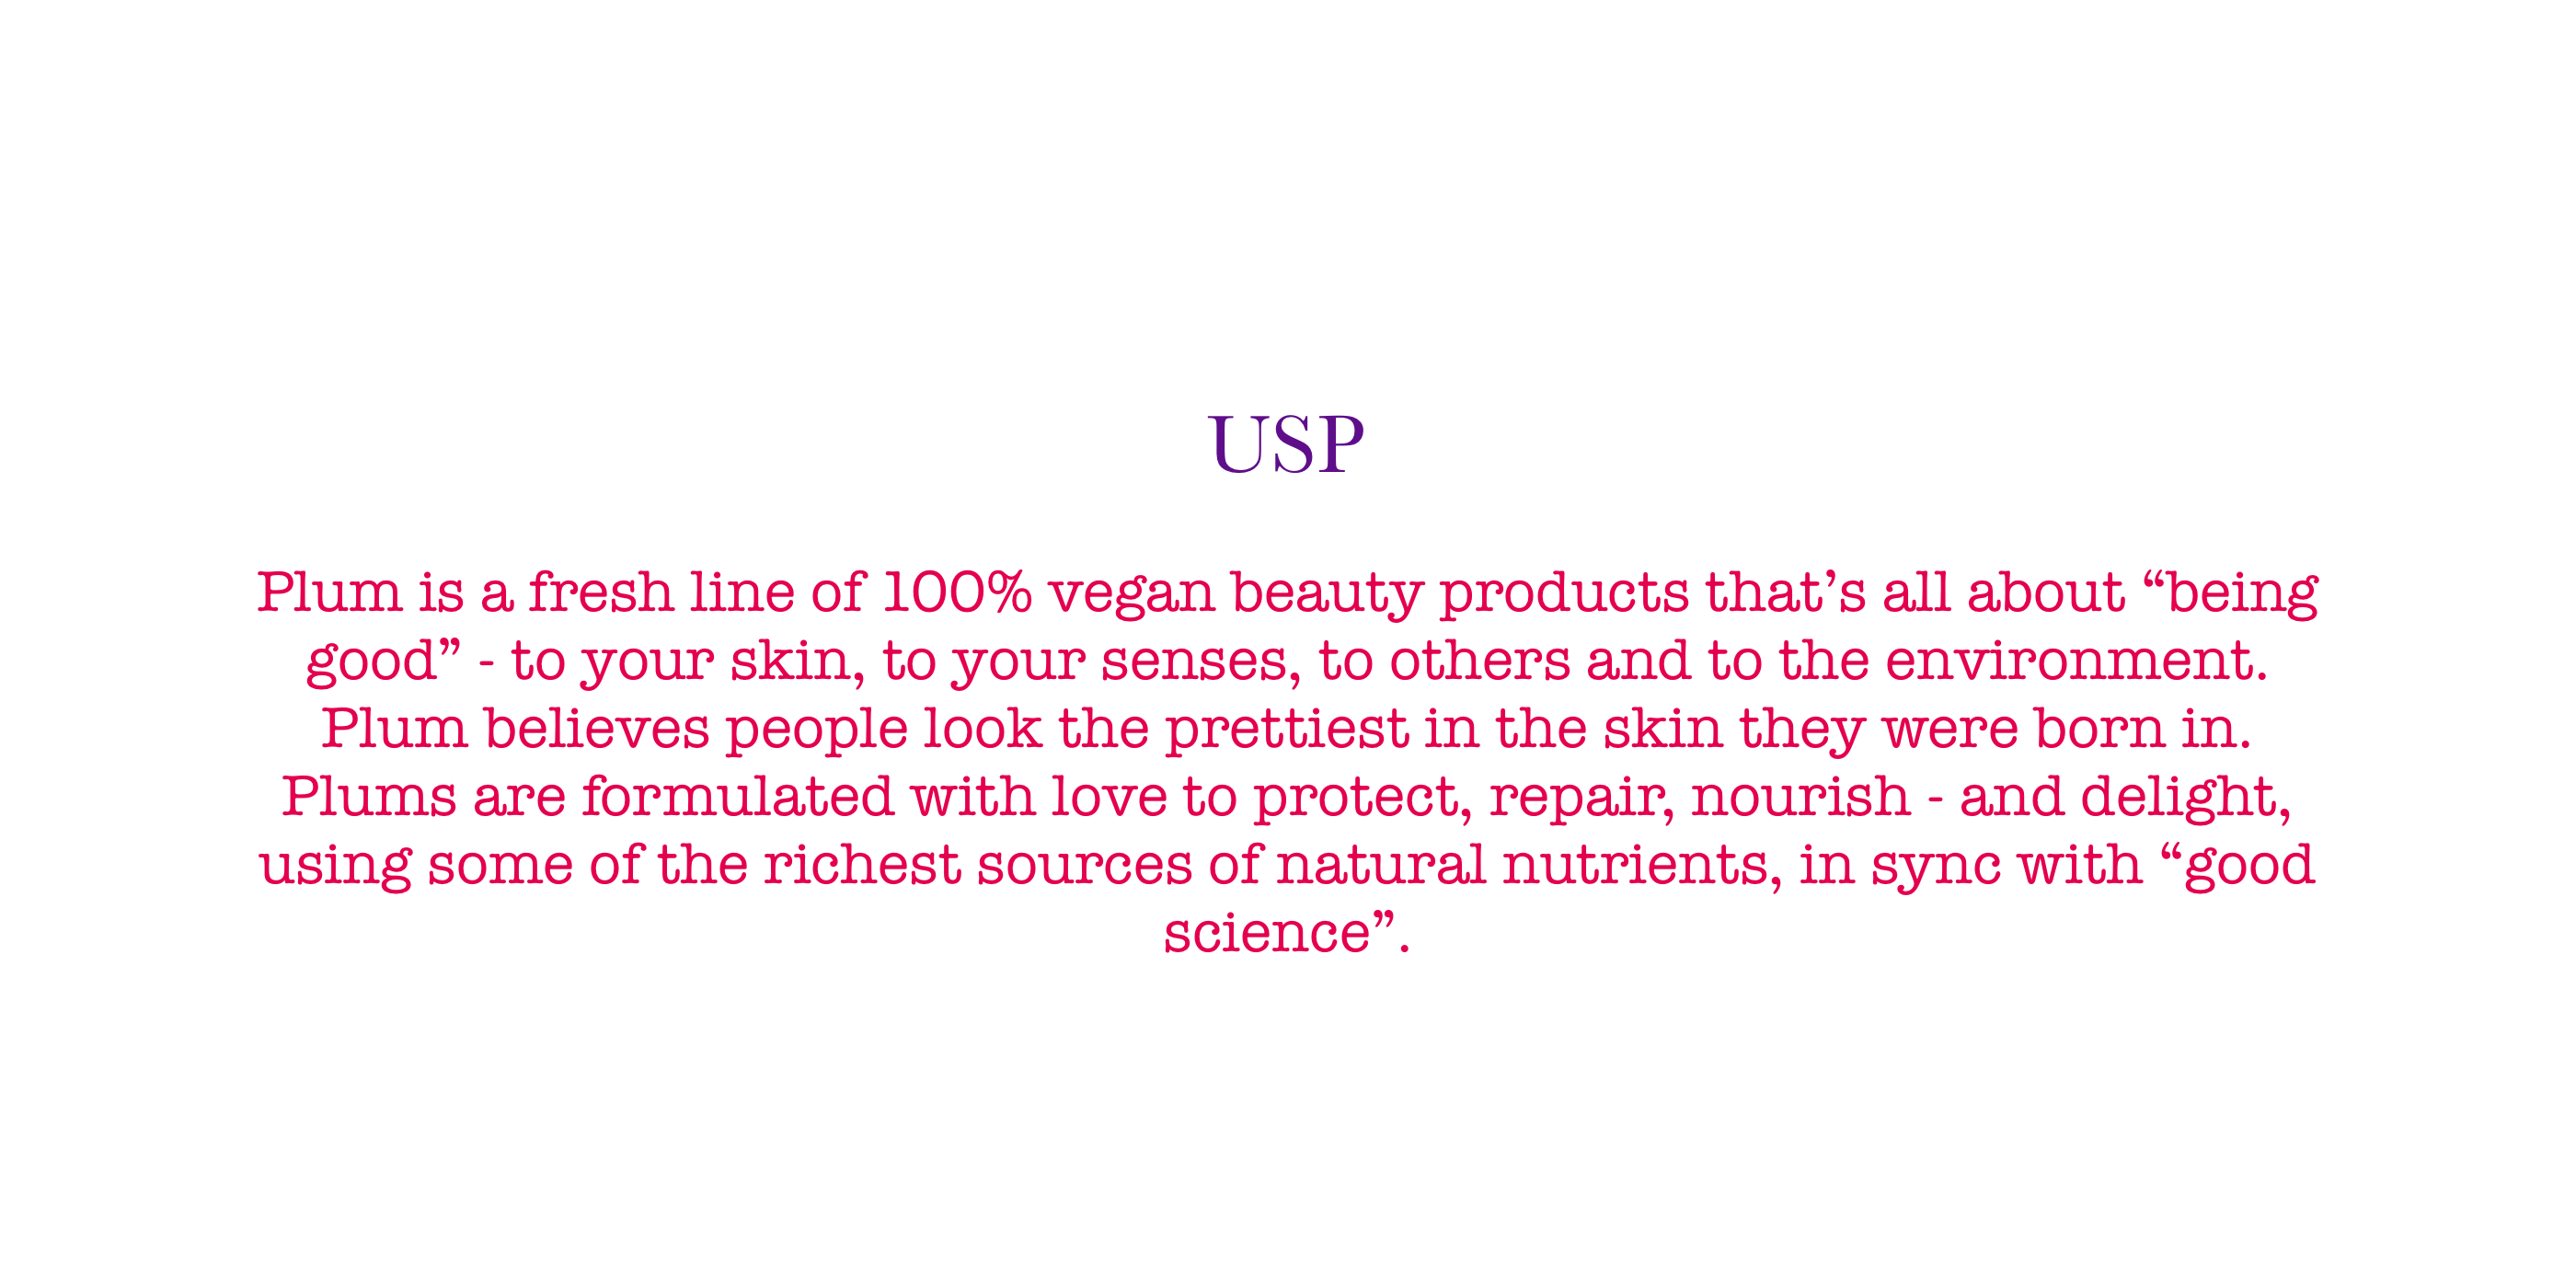 USP
Plum is a fresh line of 100% vegan beauty products that’s all about “being
good” - to your skin, to your senses, to others and to the environment.
Plum believes people look the prettiest in the skin they were born in.
Plums are formulated with love to protect, repair, nourish - and delight,
using some of the richest sources of natural nutrients, in sync with “good
science”.